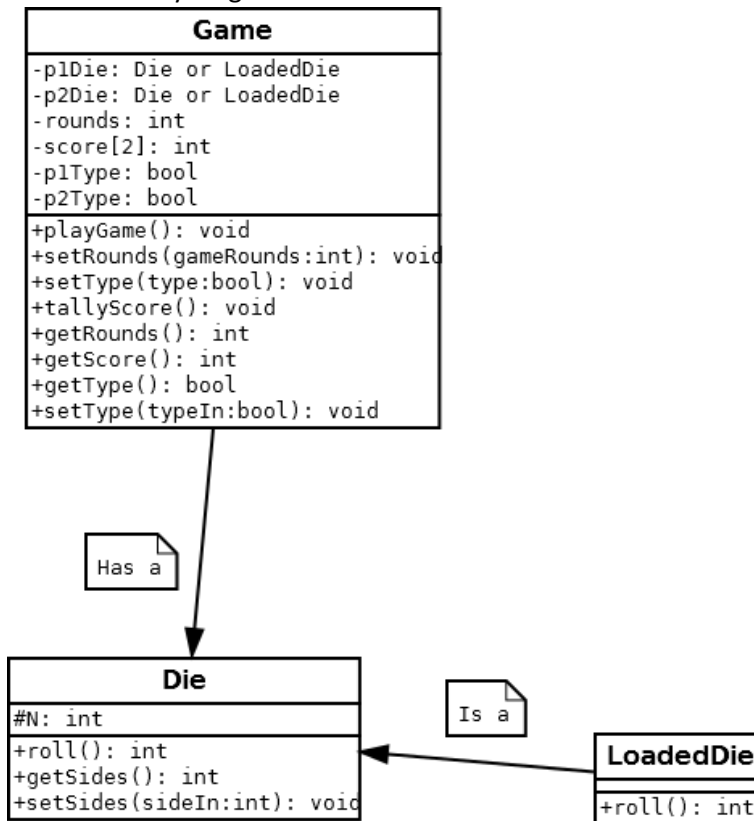 Game
-p1Die: Die or LoadedDie
-p2Die: Die or LoadedDie
-rounds: int
-score[2]: int
-p1Type: bool
-p2Type: bool
+playGame(): void
+setRounds(gameRounds:int): void
+setType(type:bool): void
+tallyScore(): void
+getRounds(): int
+getScore(): int
+getType(): bool
+setType(typeIn:bool): void
Has a
Die
#N: int
+roll(): int
+getSides(): int
+setSides(sideIn:int): void
Is a
LoadedDie
+roll(): int